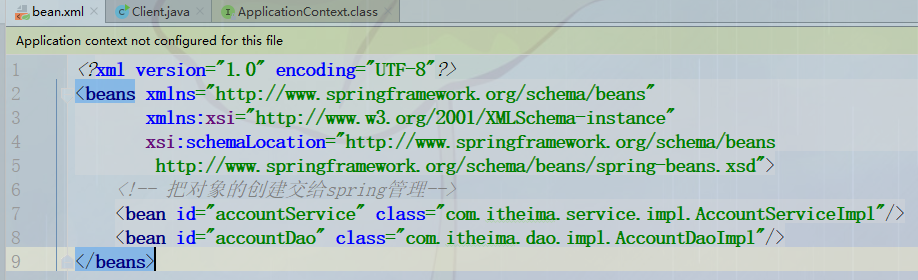 bean.xml Client.java ApplicationContext.class
Application context not configured for this file
1 <?xml version="1.0" encoding="UTF-8"?>
2 <beans xmlns="http://www.springframework.org/schema/beans"
3 xmlns:xsi="http://www.w3.org/2001/XMLSchema-instance"
4 xsi:schemaLocation="http://www.springframework.org/schema/beans
5 http://www.springframework.org/schema/beans/spring-beans.xsd">
6 <!-- 把对象的创建交给spring管理-->
7 <bean id="accountService" class="com.itheima.service.impl.AccountServiceImpl"/>
8 <bean id="accountDao" class="com.itheima.dao.impl.AccountDaoImpl"/>
9 </beans>